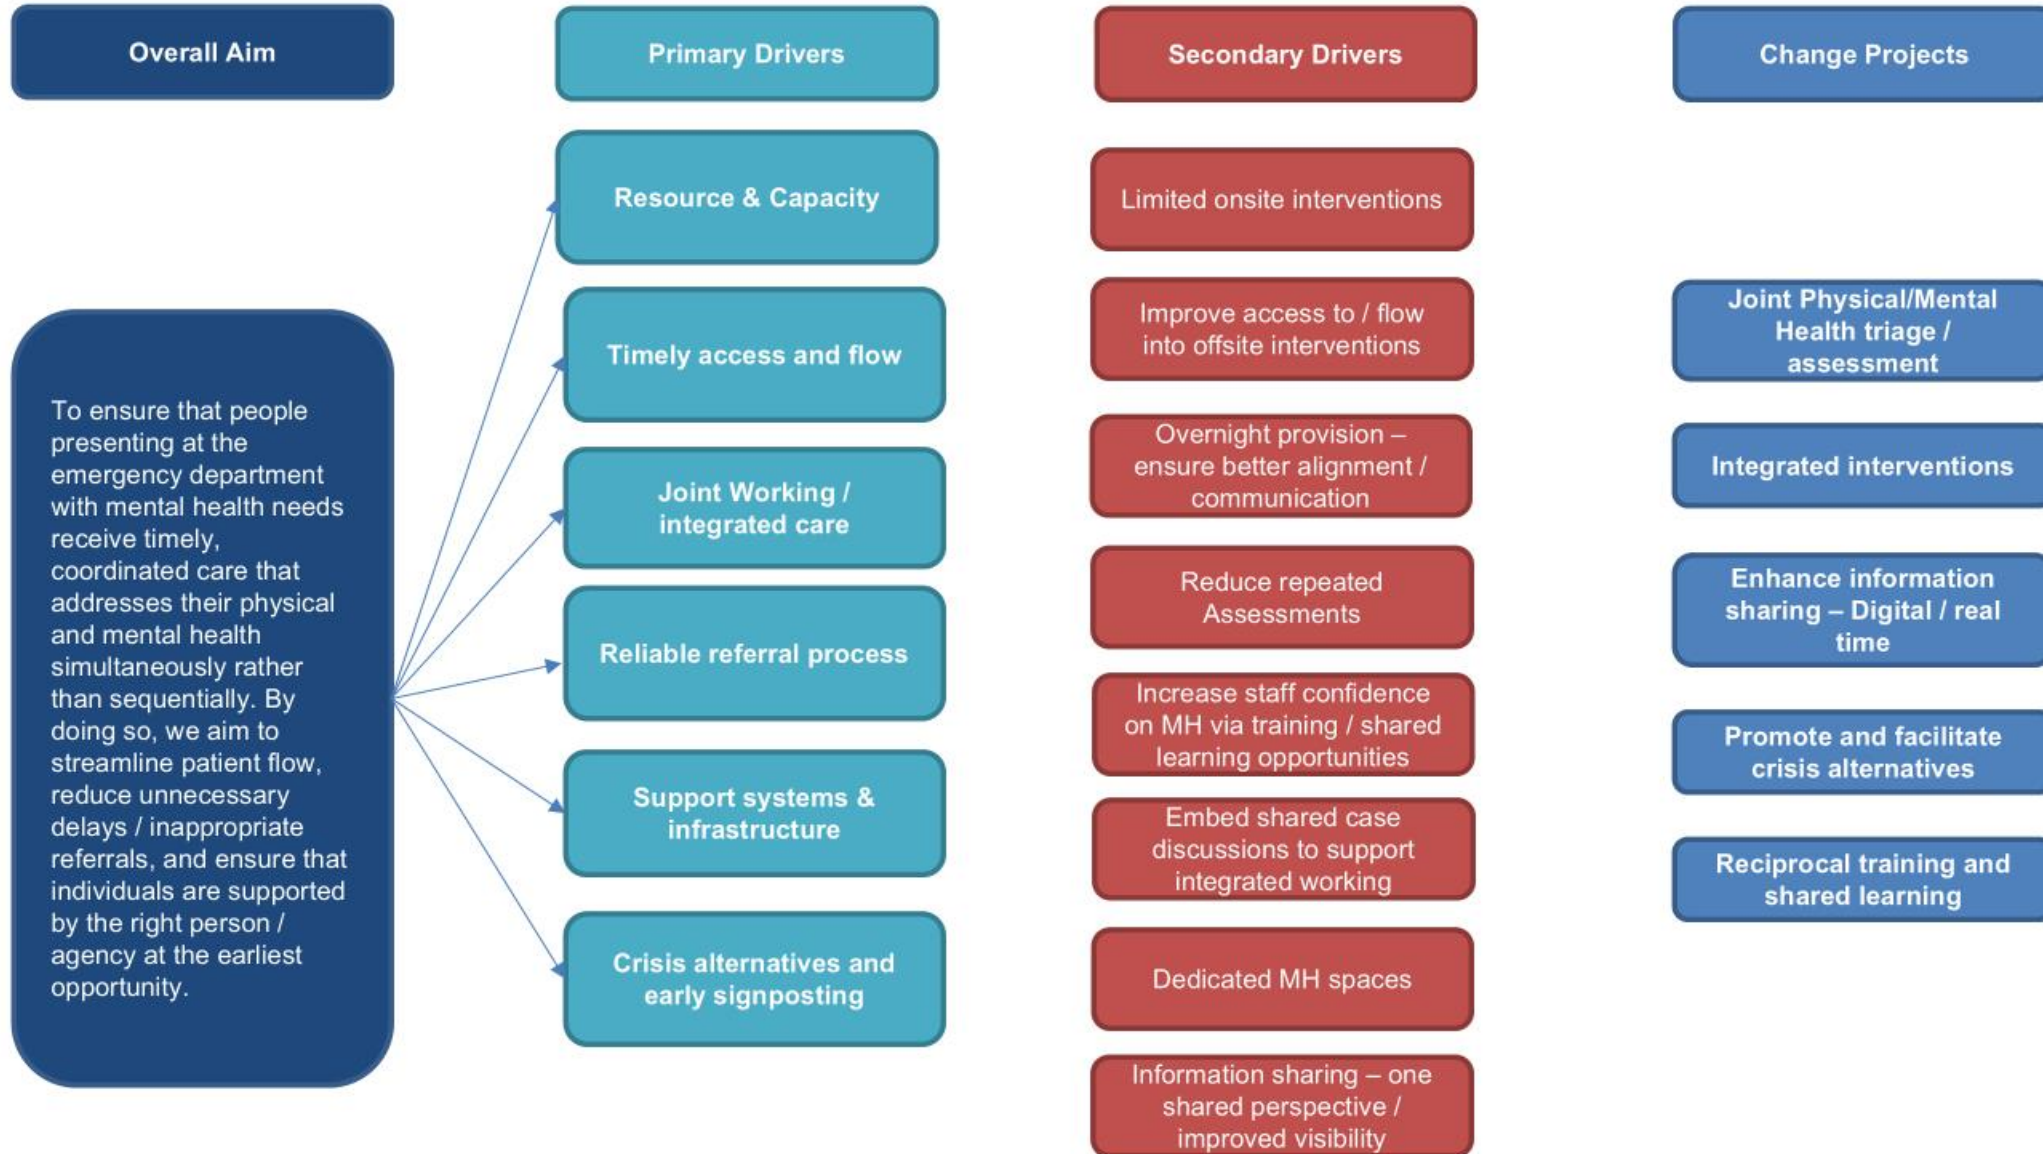 Overall Aim
Primary Drivers
Secondary Drivers
Change Projects
To ensure that people
presenting at the
emergency department
with mental health needs
receive timely,
coordinated care that
addresses their physical
and mental health
simultaneously rather
than sequentially. By
doing so, we aim to
streamline patient flow,
reduce unnecessary
delays / inappropriate
referrals, and ensure that
individuals are supported
by the right person /
agency at the earliest
opportunity.
Resource & Capacity
Timely access and flow
Joint Working /
integrated care
Reliable referral process
Support systems &
infrastructure
Crisis alternatives and
early signposting
Limited onsite interventions
Improve access to / flow
into offsite interventions
Overnight provision –
ensure better alignment /
communication
Reduce repeated
Assessments
Increase staff confidence
on MH via training / shared
learning opportunities
Embed shared case
discussions to support
integrated working
Dedicated MH spaces
Information sharing – one
shared perspective /
improved visibility
Joint Physical/Mental
Health triage /
assessment
Integrated interventions
Enhance information
sharing – Digital / real
time
Promote and facilitate
crisis alternatives
Reciprocal training and
shared learning